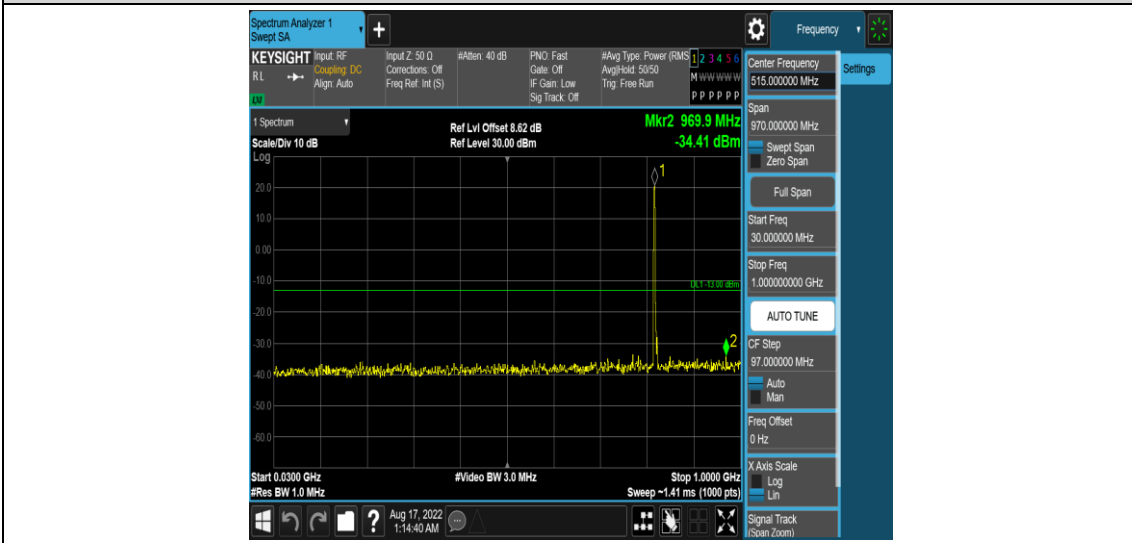 Spectrum Analyzer 1
Swept SA
+
Frequency
KEYSIGHT
RL
LXI
Input: RF
Coupling: DC
Align: Auto
Input Z: 50 Ω
Corrections: Off
Freq Ref: Int (S)
#Atten: 40 dB
PNO: Fast
Gate: Off
IF Gain: Low
Sig Track: Off
#Avg Type: Power (RMS
Avg|Hold: 50/50
Trig: Free Run
1 2 3 4 5 6
M W W W W W
P P P P P P
1 Spectrum
Scale/Div 10 dB
Log
Ref Lvl Offset 8.62 dB
Ref Level 30.00 dBm
Mkr2 969.9 MHz
-34.41 dBm
1
20.0
10.0
0.00
-10.0
DL1 -13.00 dBm
-20.0
-30.0
2
-40.0
-50.0
-60.0
Start 0.0300 GHz
#Res BW 1.0 MHz
#Video BW 3.0 MHz
Stop 1.0000 GHz
Sweep ~1.41 ms (1000 pts)
?
Aug 17, 2022
1:14:40 AM
Center Frequency
515.000000 MHz
Settings
Span
970.000000 MHz
Swept Span
Zero Span
Full Span
Start Freq
30.000000 MHz
Stop Freq
1.000000000 GHz
AUTO TUNE
CF Step
97.000000 MHz
Auto
Man
Freq Offset
0 Hz
X Axis Scale
Log
Lin
Signal Track
(Span Zoom)